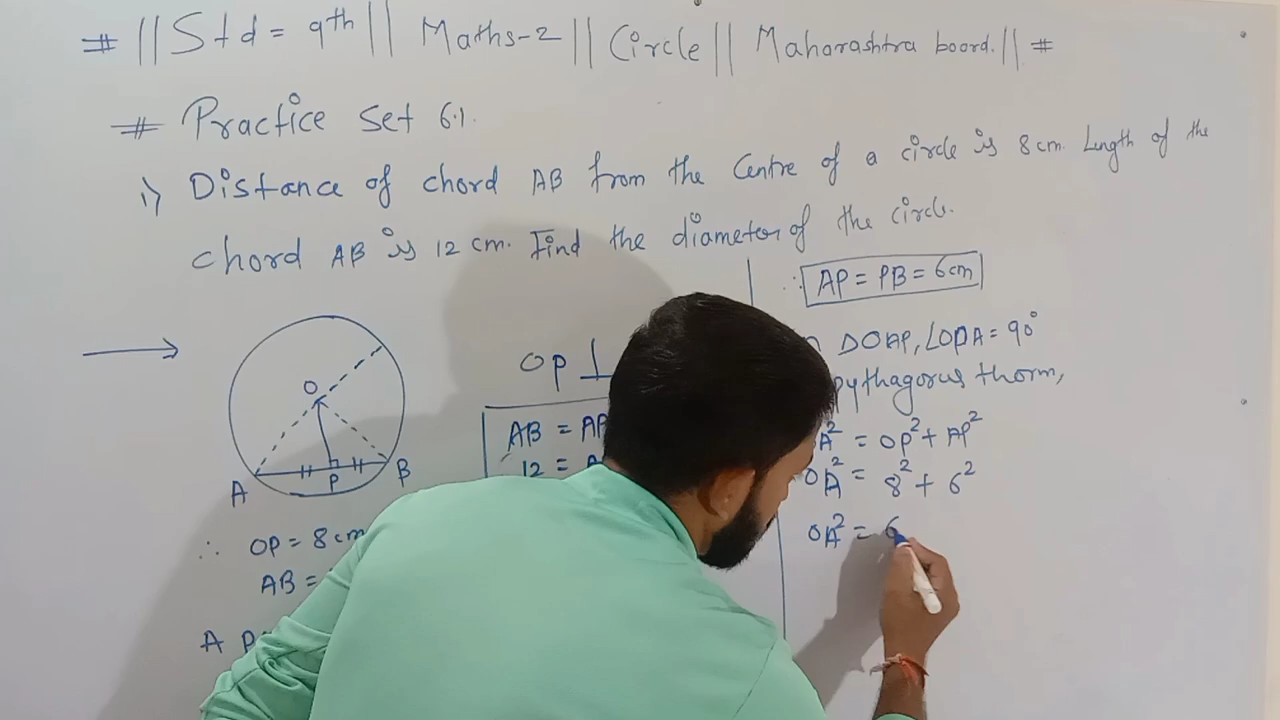 # || Std = 9th || Maths-2 || Circle || Maharashtra board. || #
# Practice Set 6.1.
1) Distance of chord AB from the Centre of a circle is 8 cm. Length of the
chord AB is 12 cm. Find the diameter of the circle.
O
A
P
B
∴ OP = 8 cm
AB =
A
OP ⊥
AB = AP
12 =
∴ AP = PB = 6cm
ΔOAP, ∠OPA = 90°
pythagorus thorm,
A² = OP² + AP²
OA² = 8² + 6²
OA² = 6